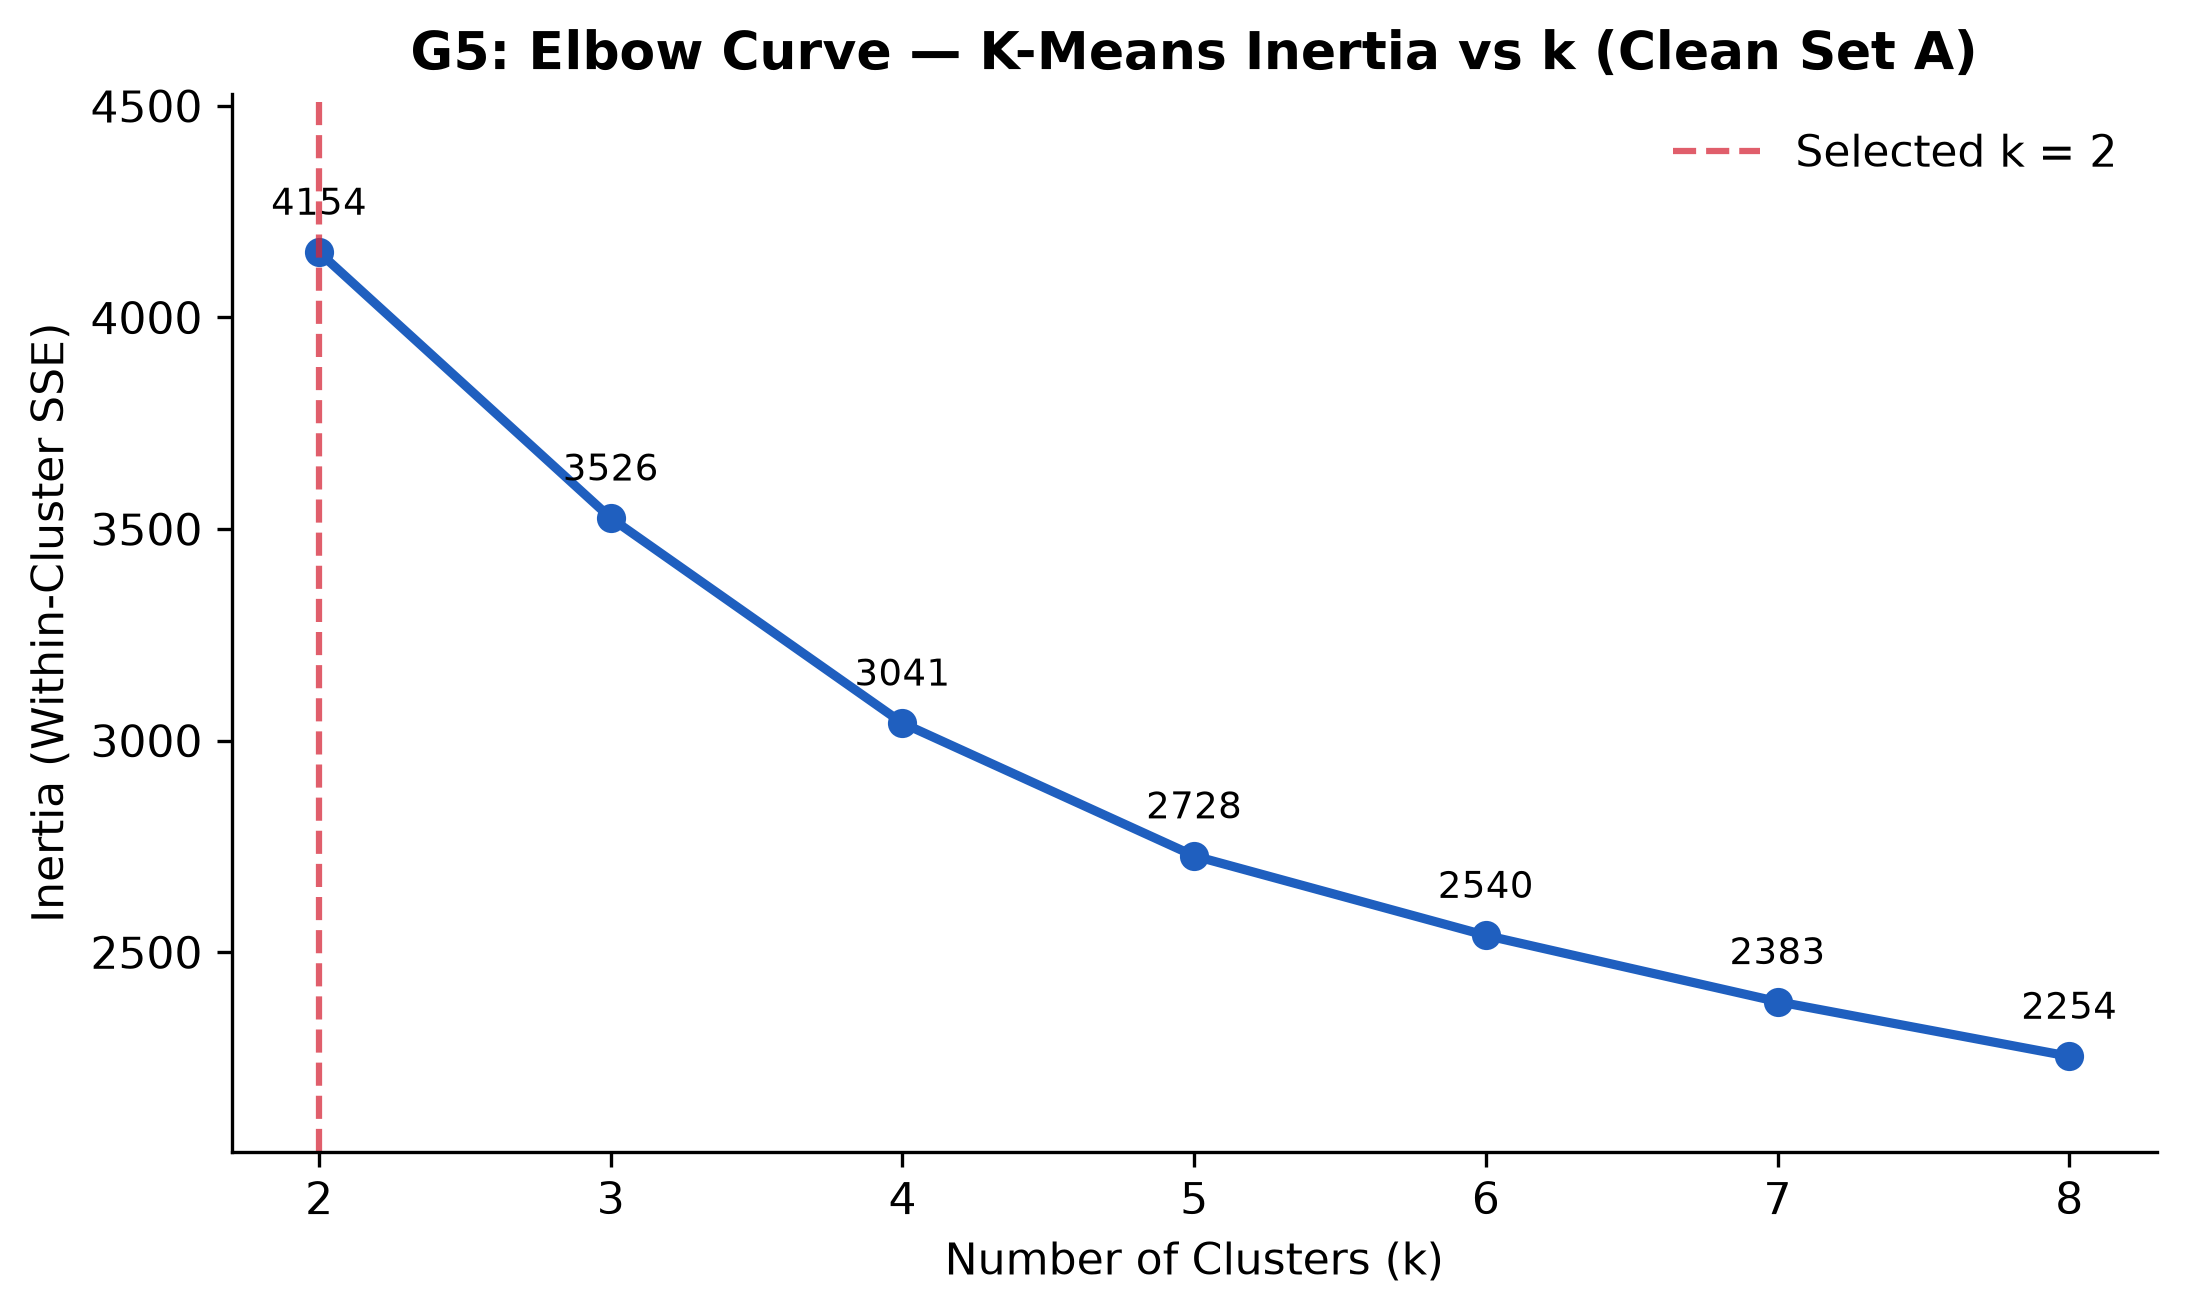 G5: Elbow Curve — K-Means Inertia vs k (Clean Set A)
Selected k = 2
Inertia (Within-Cluster SSE)
4500
4000
3500
3000
2500
4154
3526
3041
2728
2540
2383
2254
2 3 4 5 6 7 8
Number of Clusters (k)